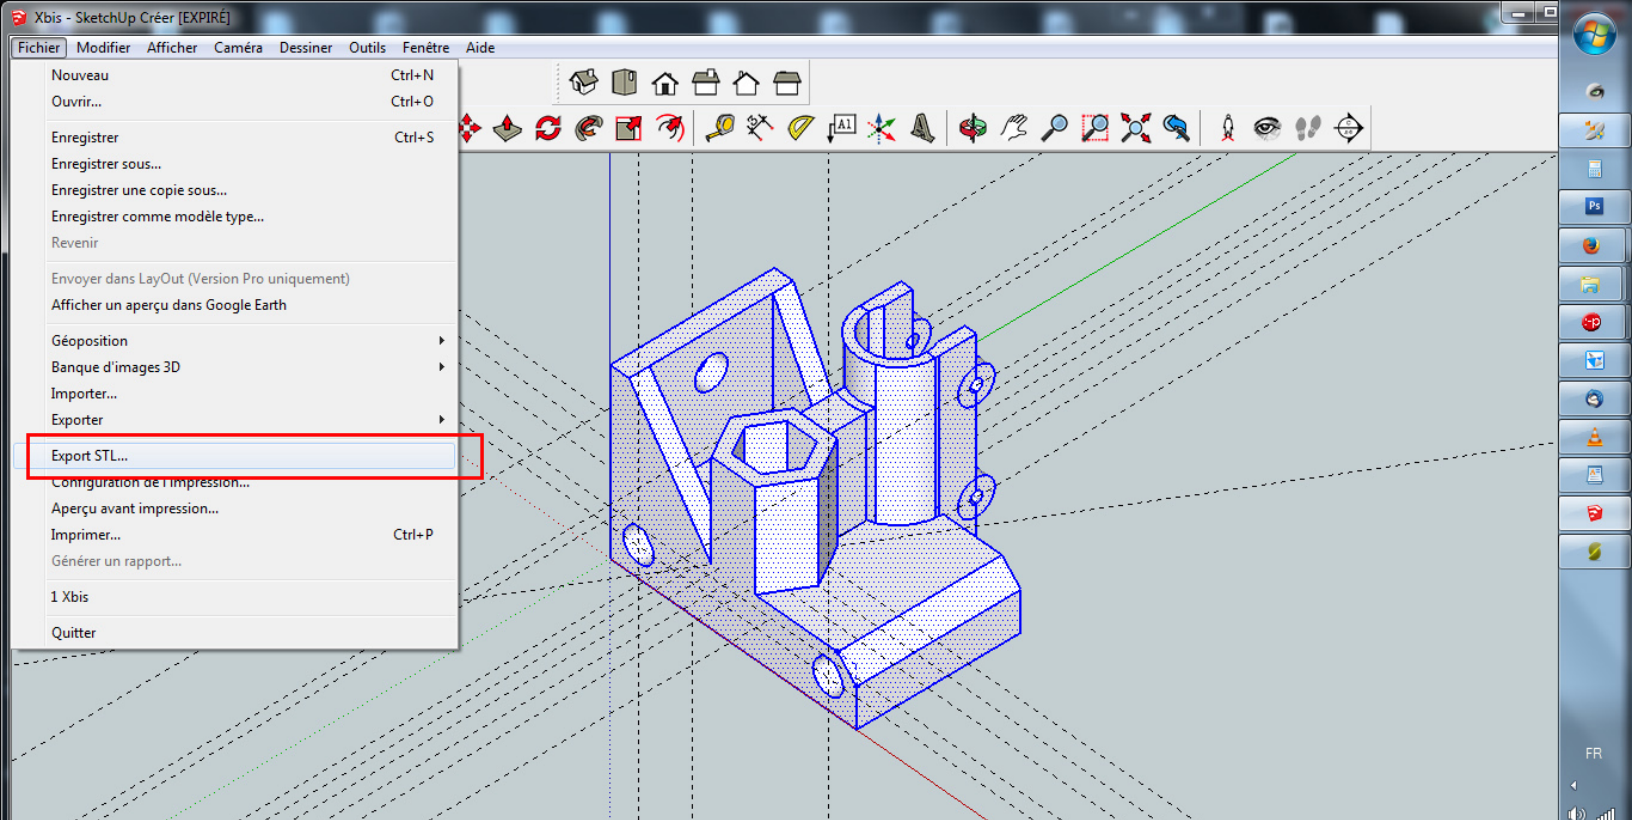 Xbis - SketchUp Créer [EXPIRÉ]
Fichier Modifier Afficher Caméra Dessiner Outils Fenêtre Aide
Nouveau Ctrl+N
Ouvrir... Ctrl+O
Enregistrer Ctrl+S
Enregistrer sous...
Enregistrer une copie sous...
Enregistrer comme modèle type...
Revenir
Envoyer dans LayOut (Version Pro uniquement)
Afficher un aperçu dans Google Earth
Géoposition
Banque d'images 3D
Importer...
Exporter
Export STL...
Configuration de l'impression...
Aperçu avant impression...
Imprimer... Ctrl+P
Générer un rapport...
1 Xbis
Quitter
A1
Ps
FR